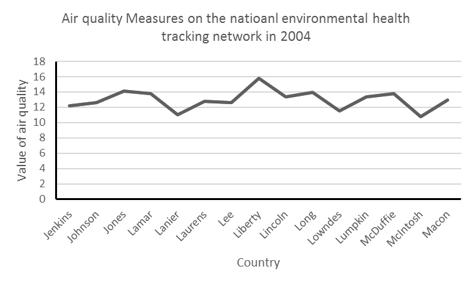 Air quality Measures on the natioanl environmental health
tracking network in 2004
Value of air quality
18
16
14
12
10
8
6
4
2
0
Jenkins
Johnson
Jones
Lamar
Lanier
Laurens
Lee
Liberty
Lincoln
Long
Lowndes
Lumpkin
McDuffie
McIntosh
Macon
Country